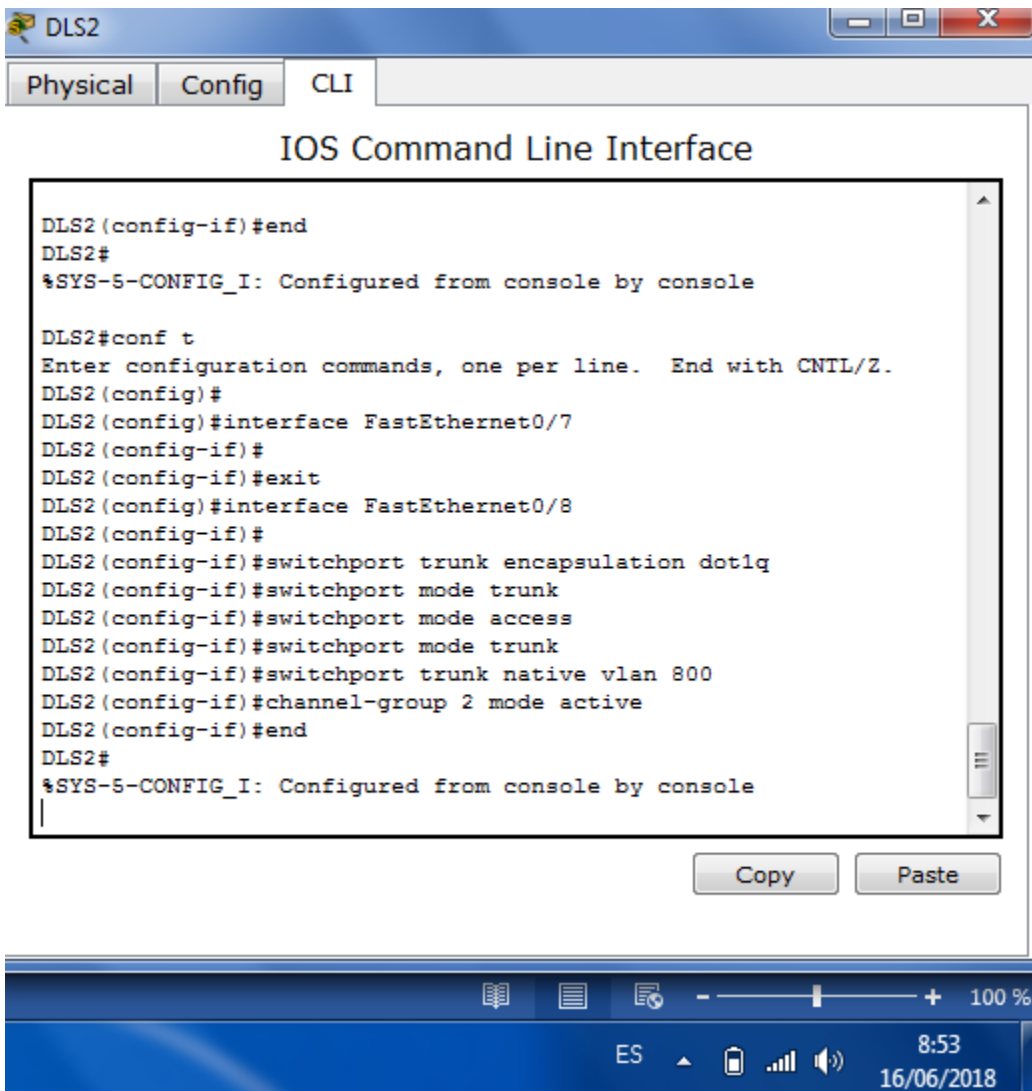 DLS2
Physical Config CLI
IOS Command Line Interface
DLS2(config-if)#end
DLS2#
%SYS-5-CONFIG_I: Configured from console by console
DLS2#conf t
Enter configuration commands, one per line.  End with CNTL/Z.
DLS2(config)#
DLS2(config)#interface FastEthernet0/7
DLS2(config-if)#
DLS2(config-if)#exit
DLS2(config)#interface FastEthernet0/8
DLS2(config-if)#
DLS2(config-if)#switchport trunk encapsulation dot1q
DLS2(config-if)#switchport mode trunk
DLS2(config-if)#switchport mode access
DLS2(config-if)#switchport mode trunk
DLS2(config-if)#switchport trunk native vlan 800
DLS2(config-if)#channel-group 2 mode active
DLS2(config-if)#end
DLS2#
%SYS-5-CONFIG_I: Configured from console by console
Copy Paste
100 %
ES 8:53
16/06/2018